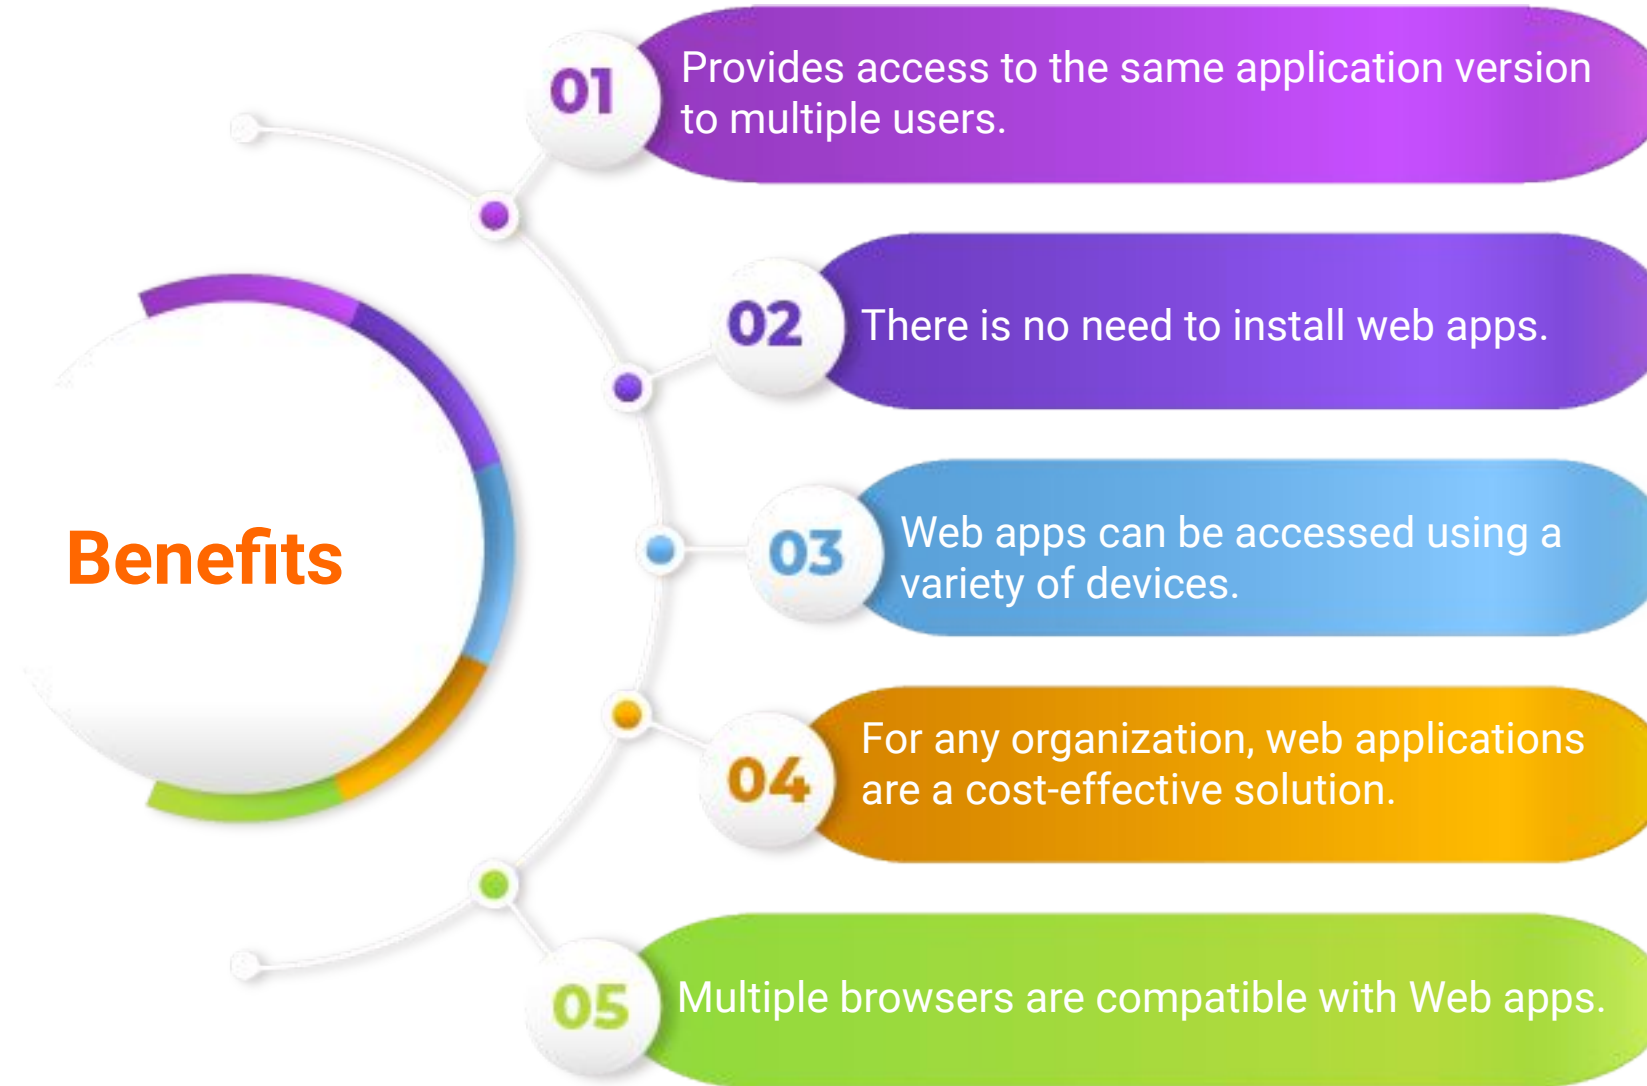 01
Provides access to the same application version
to multiple users.
02
There is no need to install web apps.
Benefits
03
Web apps can be accessed using a
variety of devices.
04
For any organization, web applications
are a cost-effective solution.
05
Multiple browsers are compatible with Web apps.